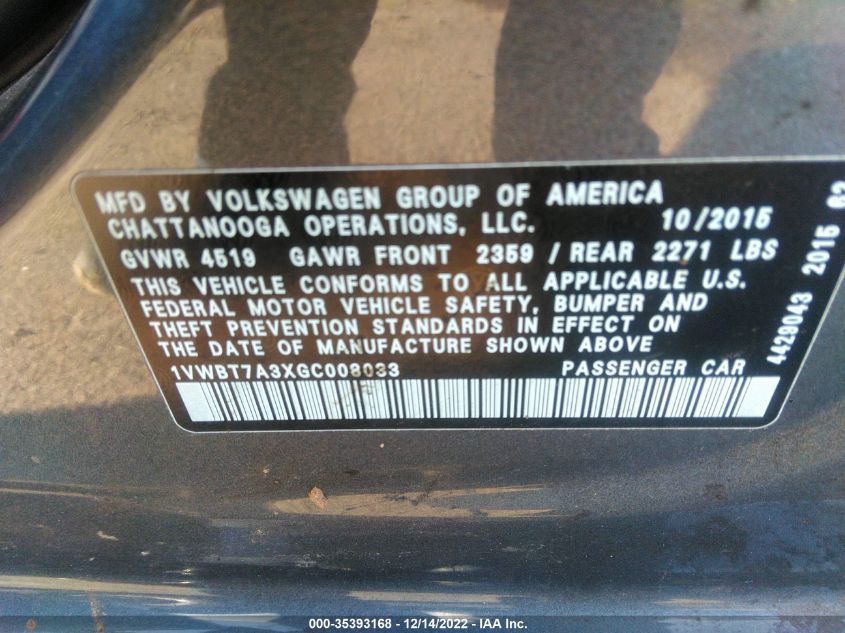 MFD BY VOLKSWAGEN GROUP OF AMERICA
CHATTANOOGA OPERATIONS, LLC. 10/2015
GVWR 4519 GAWR FRONT 2359 / REAR 2271 LBS
THIS VEHICLE CONFORMS TO ALL APPLICABLE U.S.
FEDERAL MOTOR VEHICLE SAFETY, BUMPER AND
THEFT PREVENTION STANDARDS IN EFFECT ON
THE DATE OF MANUFACTURE SHOWN ABOVE
1VWBT7A3XGC008033 PASSENGER CAR
4429043 2015 62
000-35393168 - 12/14/2022 - IAA Inc.